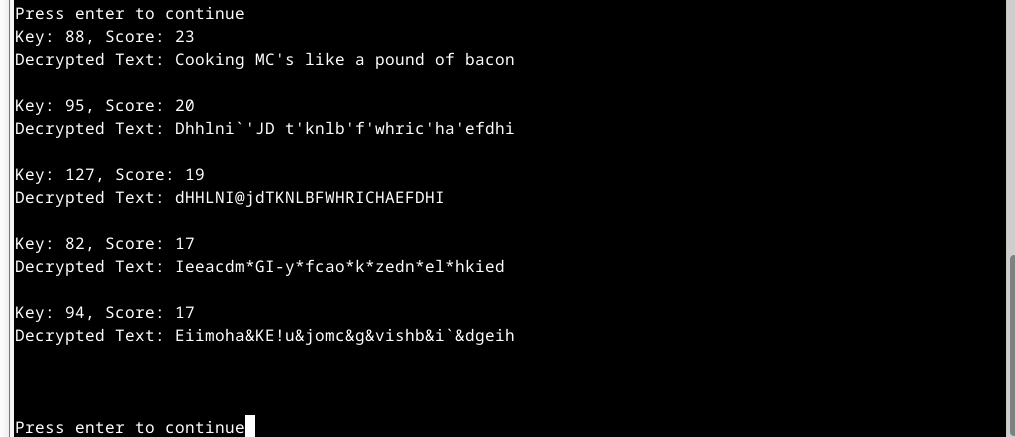 Press enter to continue
Key: 88, Score: 23
Decrypted Text: Cooking MC's like a pound of bacon
Key: 95, Score: 20
Decrypted Text: Dhhlni`'JD t'knlb'f'whric'ha'efdhi
Key: 127, Score: 19
Decrypted Text: dHHLNI@jdTKNLBFWHRICHAEFDHI
Key: 82, Score: 17
Decrypted Text: Ieeacdm*GI-y*fcao*k*zedn*el*hkied
Key: 94, Score: 17
Decrypted Text: Eiimoha&KE!u&jomc&g&vishb&i`&dgeih
Press enter to continue